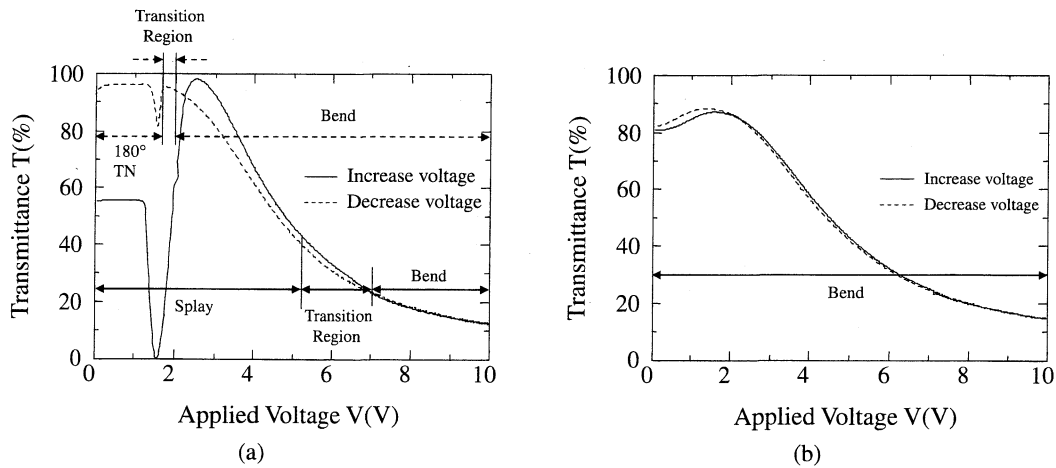 Transition
Region
100
80
60
40
20
0
Transmittance T(%)
Bend
180°
TN
Increase voltage
Decrease voltage
Bend
Splay
Transition
Region
0 2 4 6 8 10
Applied Voltage V(V)
(a)
100
80
60
40
20
0
Transmittance T(%)
Increase voltage
Decrease voltage
Bend
0 2 4 6 8 10
Applied Voltage V(V)
(b)